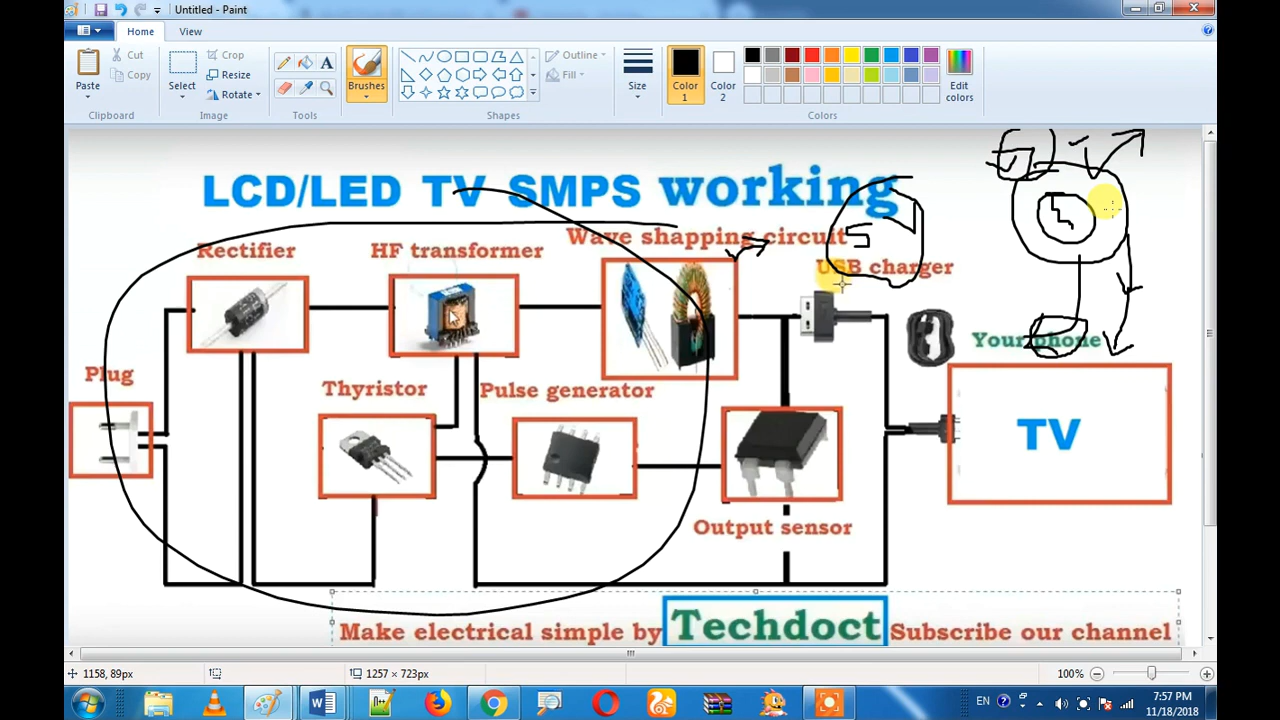 Untitled - Paint
Home View
Paste
Cut
Copy
Clipboard
Select
Crop
Resize
Rotate
Image
A
Tools
Brushes
Outline
Fill
Shapes
Size
Color 1
Color 2
Edit colors
Colors
LCD/LED TV SMPS working
Rectifier
HF transformer
Wave shapping circuit
5
5
USB charger
Your phone
Plug
Thyristor
Pulse generator
TV
Output sensor
Make electrical simple by Techdoct Subscribe our channel
1158, 89px
1257 × 723px
100%
EN
7:57 PM
11/18/2018